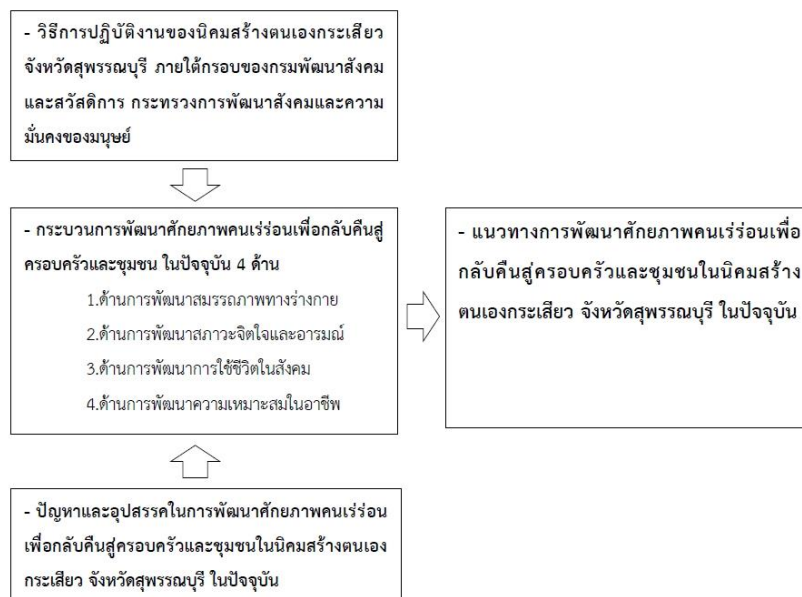 - วิธีการปฏิบัติงานของนิคมสร้างตนเองกระเสียว
จังหวัดสุพรรณบุรี ภายใต้กรอบของกรมพัฒนาสังคม
และสวัสดิการ กระทรวงการพัฒนาสังคมและความ
มั่นคงของมนุษย์
- กระบวนการพัฒนาศักยภาพคนเร่ร่อนเพื่อกลับคืนสู่
ครอบครัวและชุมชน ในปัจจุบัน 4 ด้าน
1.ด้านการพัฒนาสมรรถภาพทางร่างกาย
2.ด้านการพัฒนาสภาวะจิตใจและอารมณ์
3.ด้านการพัฒนาการใช้ชีวิตในสังคม
4.ด้านการพัฒนาความเหมาะสมในอาชีพ
- แนวทางการพัฒนาศักยภาพคนเร่ร่อนเพื่อ
กลับคืนสู่ครอบครัวและชุมชนในนิคมสร้าง
ตนเองกระเสียว จังหวัดสุพรรณบุรี ในปัจจุบัน
- ปัญหาและอุปสรรคในการพัฒนาศักยภาพคนเร่ร่อน
เพื่อกลับคืนสู่ครอบครัวและชุมชนในนิคมสร้างตนเอง
กระเสียว จังหวัดสุพรรณบุรี ในปัจจุบัน